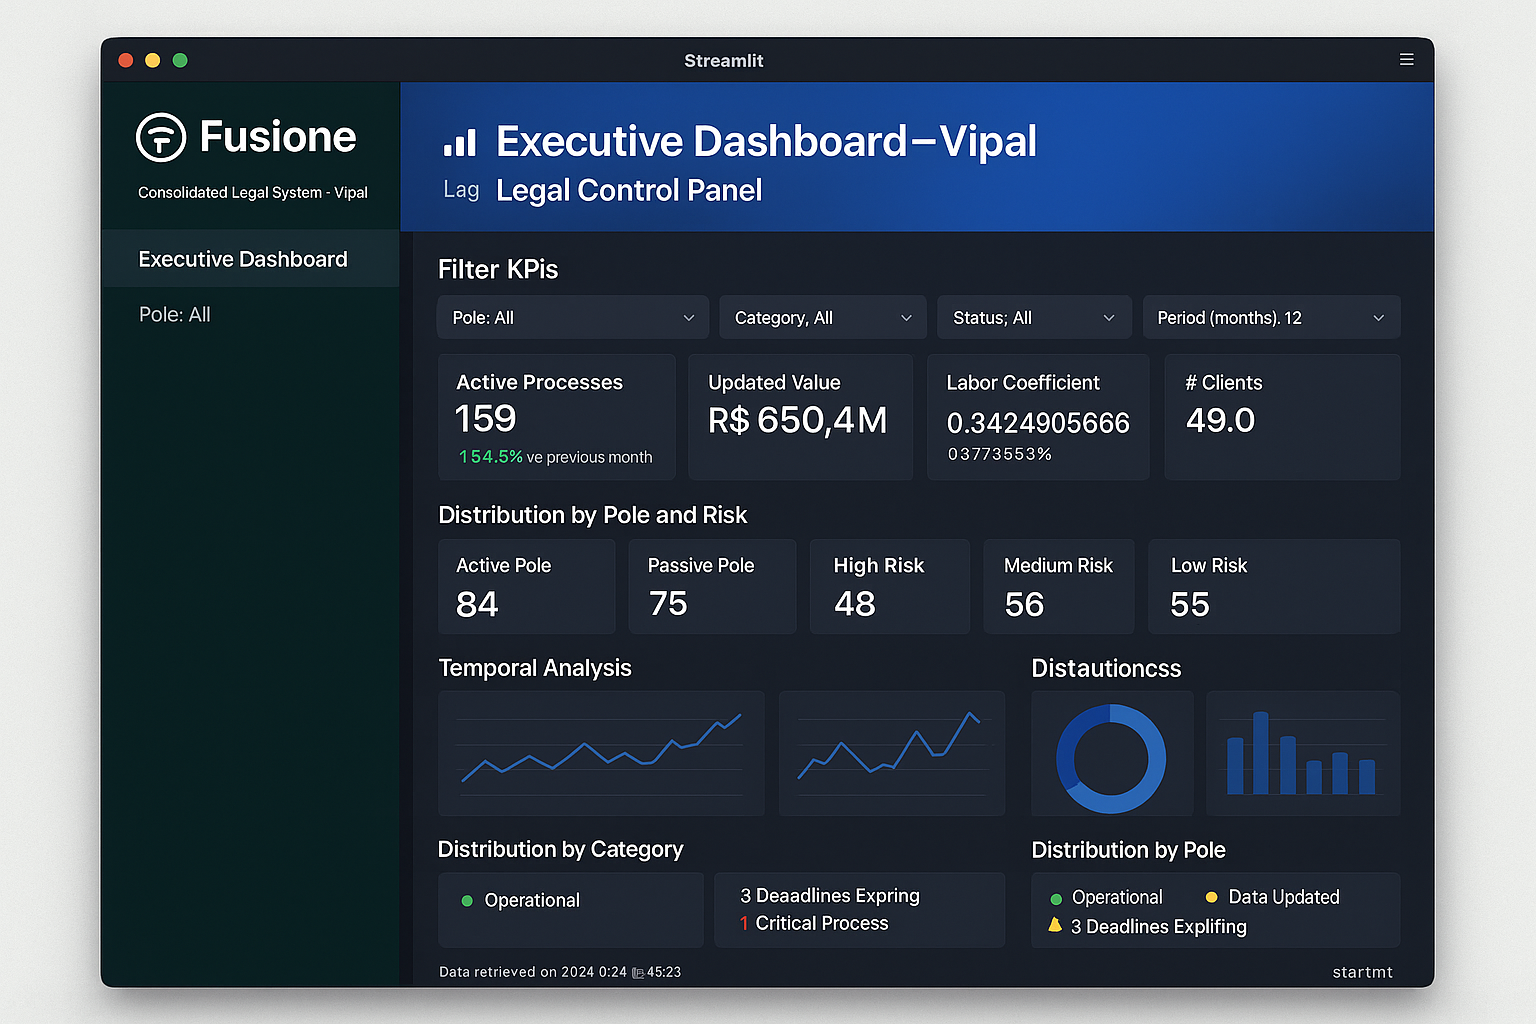 Streamlit
Fusione
Consolidated Legal System - Vipal
Executive Dashboard
Pole: All
Executive Dashboard–Vipal
Lag Legal Control Panel
Filter KPis
Pole: All
Category, All
Status; All
Period (months). 12
Active Processes
159
154.5% ve previous month
Updated Value
R$ 650,4M
Labor Coefficient
0.3424905666
03773553%
# Clients
49.0
Distribution by Pole and Risk
Active Pole
84
Passive Pole
75
High Risk
48
Medium Risk
56
Low Risk
55
Temporal Analysis
Distautioncss
Distribution by Category
Operational
3 Deaadlines Expring
1 Critical Process
Distribution by Pole
Operational
Data Updated
3 Deadlines Explifing
Data retrieved on 2024 0:24 45:23
startmt